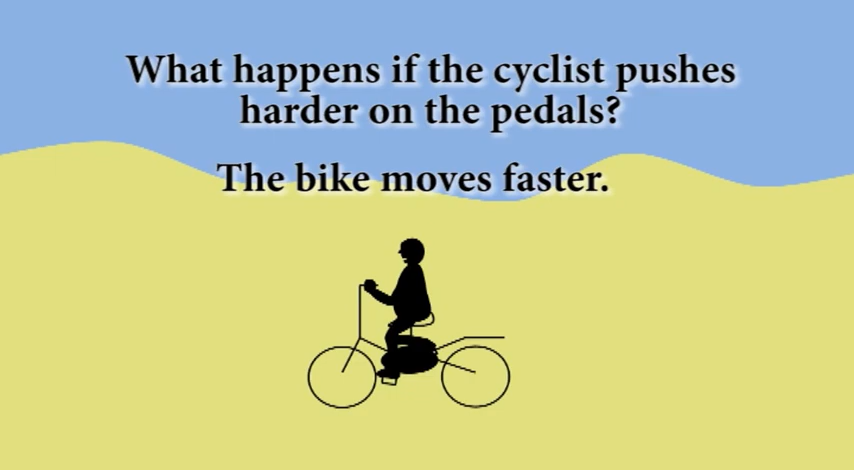 What happens if the cyclist pushes
harder on the pedals?
The bike moves faster.